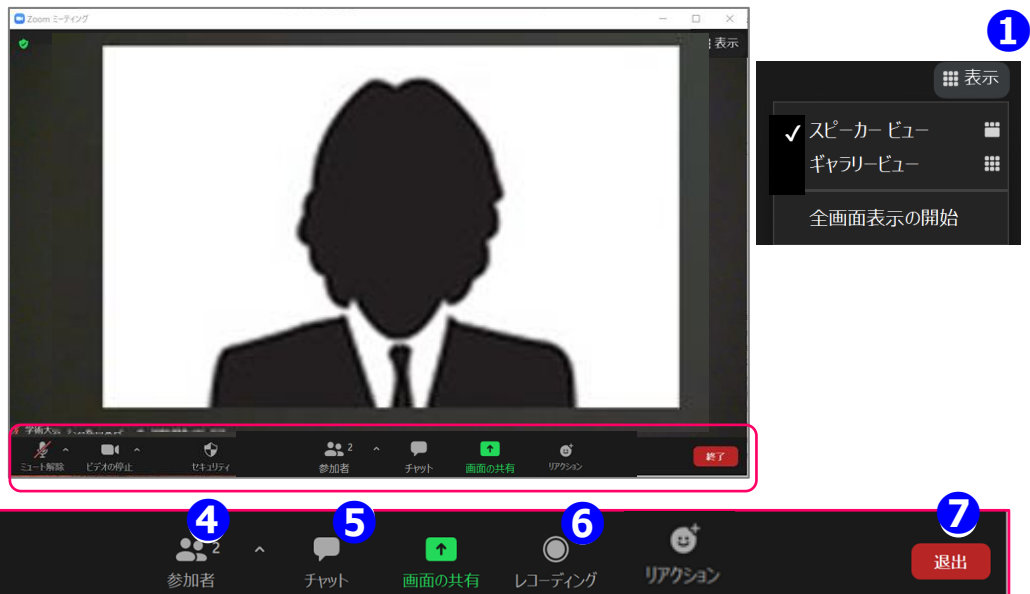 Zoom ミーティング
表示
1
表示
スピーカー ビュー
ギャラリービュー
全画面表示の開始
学術大会
ミュート解除 ビデオの停止 セキュリティ 参加者 2 チャット 画面の共有 リアクション 終了
4 5 6 7
2
参加者 チャット 画面の共有 レコーディング リアクション 退出